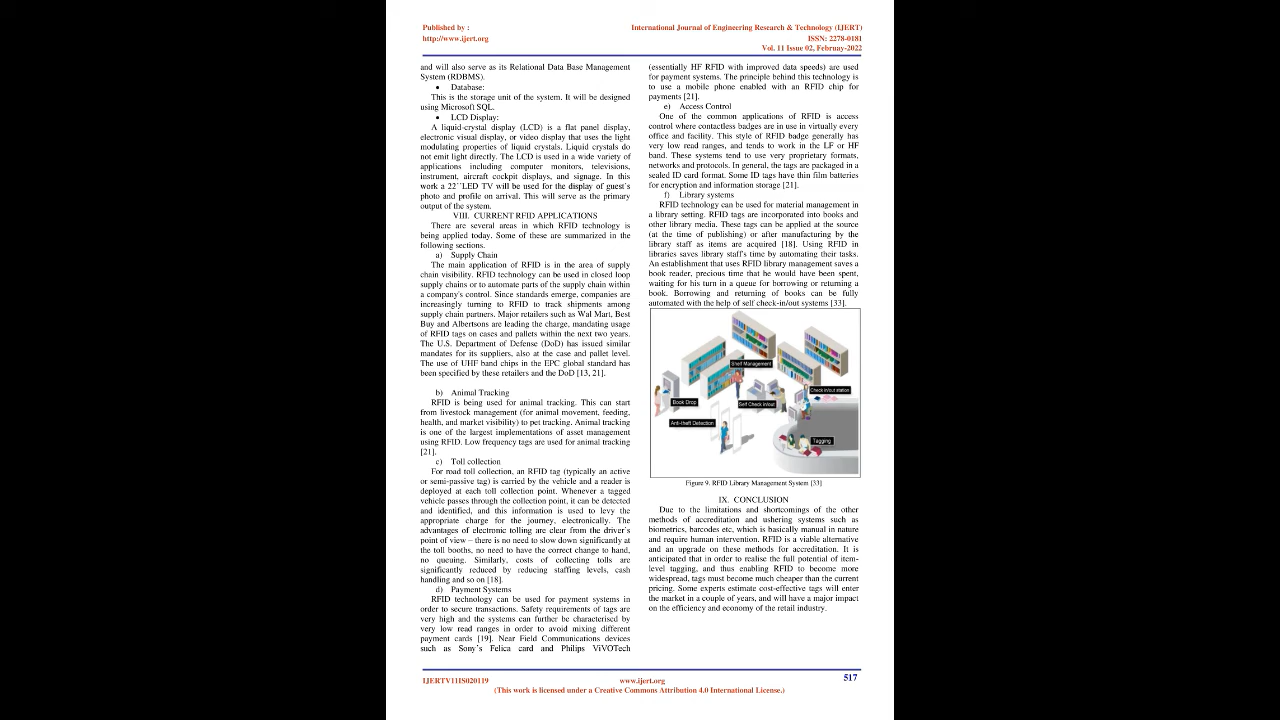 Published by :
http://www.ijert.org
International Journal of Engineering Research & Technology (IJERT)
ISSN: 2278-0181
Vol. 11 Issue 02, Februay-2022
and will also serve as its Relational Data Base Management
System (RDBMS).
• Database:
This is the storage unit of the system. It will be designed
using Microsoft SQL.
• LCD Display:
A liquid-crystal display (LCD) is a flat panel display,
electronic visual display, or video display that uses the light
modulating properties of liquid crystals. Liquid crystals do
not emit light directly. The LCD is used in a wide variety of
applications including computer monitors, televisions,
instrument, aircraft cockpit displays, and signage. In this
work a 22``LED TV will be used for the display of guest`s
photo and profile on arrival. This will serve as the primary
output of the system.
VIII. CURRENT RFID APPLICATIONS
There are several areas in which RFID technology is
being applied today. Some of these are summarized in the
following sections.
a) Supply Chain
The main application of RFID is in the area of supply
chain visibility. RFID technology can be used in closed loop
supply chains or to automate parts of the supply chain within
a company's control. Since standards emerge, companies are
increasingly turning to RFID to track shipments among
supply chain partners. Major retailers such as Wal Mart, Best
Buy and Albertsons are leading the charge, mandating usage
of RFID tags on cases and pallets within the next two years.
The U.S. Department of Defense (DoD) has issued similar
mandates for its suppliers, also at the case and pallet level.
The use of UHF band chips in the EPC global standard has
been specified by these retailers and the DoD [13, 21].
b) Animal Tracking
RFID is being used for animal tracking. This can start
from livestock management (for animal movement, feeding,
health, and market visibility) to pet tracking. Animal tracking
is one of the largest implementations of asset management
using RFID. Low frequency tags are used for animal tracking
[21].
c) Toll collection
For road toll collection, an RFID tag (typically an active
or semi-passive tag) is carried by the vehicle and a reader is
deployed at each toll collection point. Whenever a tagged
vehicle passes through the collection point, it can be detected
and identified, and this information is used to levy the
appropriate charge for the journey, electronically. The
advantages of electronic tolling are clear from the driver's
point of view – there is no need to slow down significantly at
the toll booths, no need to have the correct change to hand,
no queuing. Similarly, costs of collecting tolls are
significantly reduced by reducing staffing levels, cash
handling and so on [18].
d) Payment Systems
RFID technology can be used for payment systems in
order to secure transactions. Safety requirements of tags are
very high and the systems can further be characterised by
very low read ranges in order to avoid mixing different
payment cards [19]. Near Field Communications devices
such as Sony`s Felica card and Philips ViVOTech
(essentially HF RFID with improved data speeds) are used
for payment systems. The principle behind this technology is
to use a mobile phone enabled with an RFID chip for
payments [21].
e) Access Control
One of the common applications of RFID is access
control where contactless badges are in use in virtually every
office and facility. This style of RFID badge generally has
very low read ranges, and tends to work in the LF or HF
band. These systems tend to use very proprietary formats,
networks and protocols. In general, the tags are packaged in a
sealed ID card format. Some ID tags have thin film batteries
for encryption and information storage [21].
f) Library systems
RFID technology can be used for material management in
a library setting. RFID tags are incorporated into books and
other library media. These tags can be applied at the source
(at the time of publishing) or after manufacturing by the
library staff as items are acquired [18]. Using RFID in
libraries saves library staff's time by automating their tasks.
An establishment that uses RFID library management saves a
book reader, precious time that he would have been spent,
waiting for his turn in a queue for borrowing or returning a
book. Borrowing and returning of books can be fully
automated with the help of self check-in/out systems [33].
Shelf Management
Check in/out station
Book Drop
Self Check in/out
Anti-theft Detection
Tagging
Figure 9. RFID Library Management System [33]
IX. CONCLUSION
Due to the limitations and shortcomings of the other
methods of accreditation and ushering systems such as
biometrics, barcodes etc, which is basically manual in nature
and require human intervention. RFID is a viable alternative
and an upgrade on these methods for accreditation. It is
anticipated that in order to realise the full potential of item-
level tagging, and thus enabling RFID to become more
widespread, tags must become much cheaper than the current
pricing. Some experts estimate cost-effective tags will enter
the market in a couple of years, and will have a major impact
on the efficiency and economy of the retail industry.
IJERTV11IS020119
www.ijert.org
517
(This work is licensed under a Creative Commons Attribution 4.0 International License.)